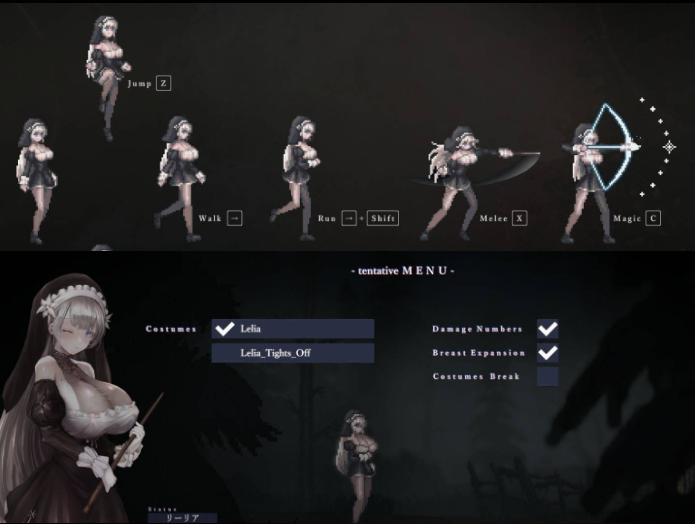 Jump Z
Walk →
Run → + Shift
Melee X
Magic C
- tentative M E N U -
Costumes
Lelia
Lelia_Tights_Off
Damage Numbers
Breast Expansion
Costumes Break
Status
リーリア